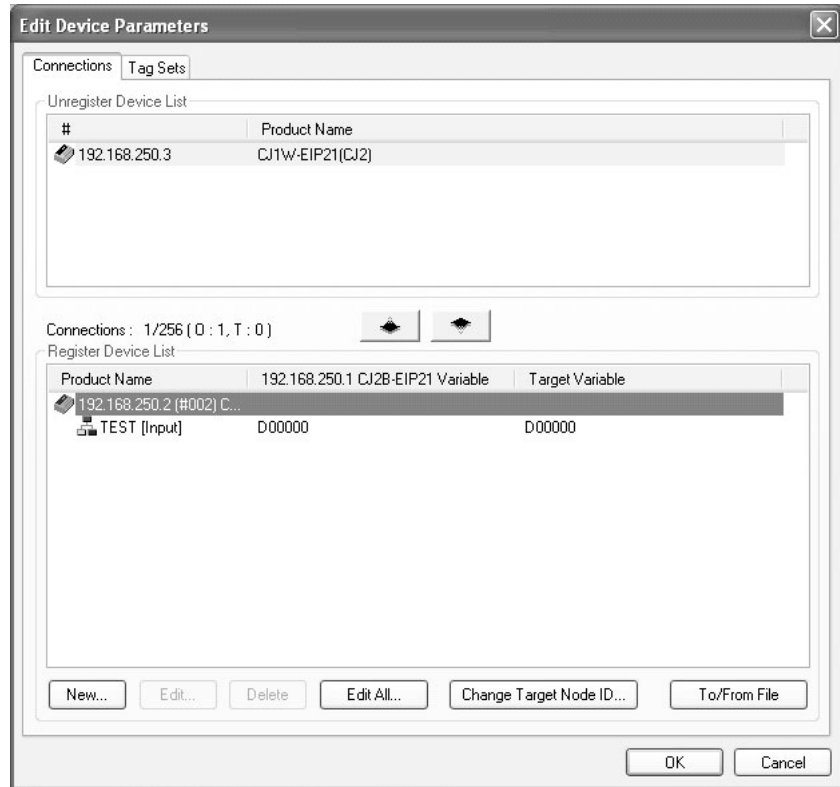 Edit Device Parameters
Connections Tag Sets
Unregister Device List
# Product Name
192.168.250.3 CJ1W-EIP21(CJ2)
Connections : 1/256 ( O : 1, T : 0 )
Register Device List
Product Name 192.168.250.1 CJ2B-EIP21 Variable Target Variable
192.168.250.2 (#002) C...
TEST [Input] D00000 D00000
New... Edit... Delete Edit All... Change Target Node ID... To/From File
OK Cancel